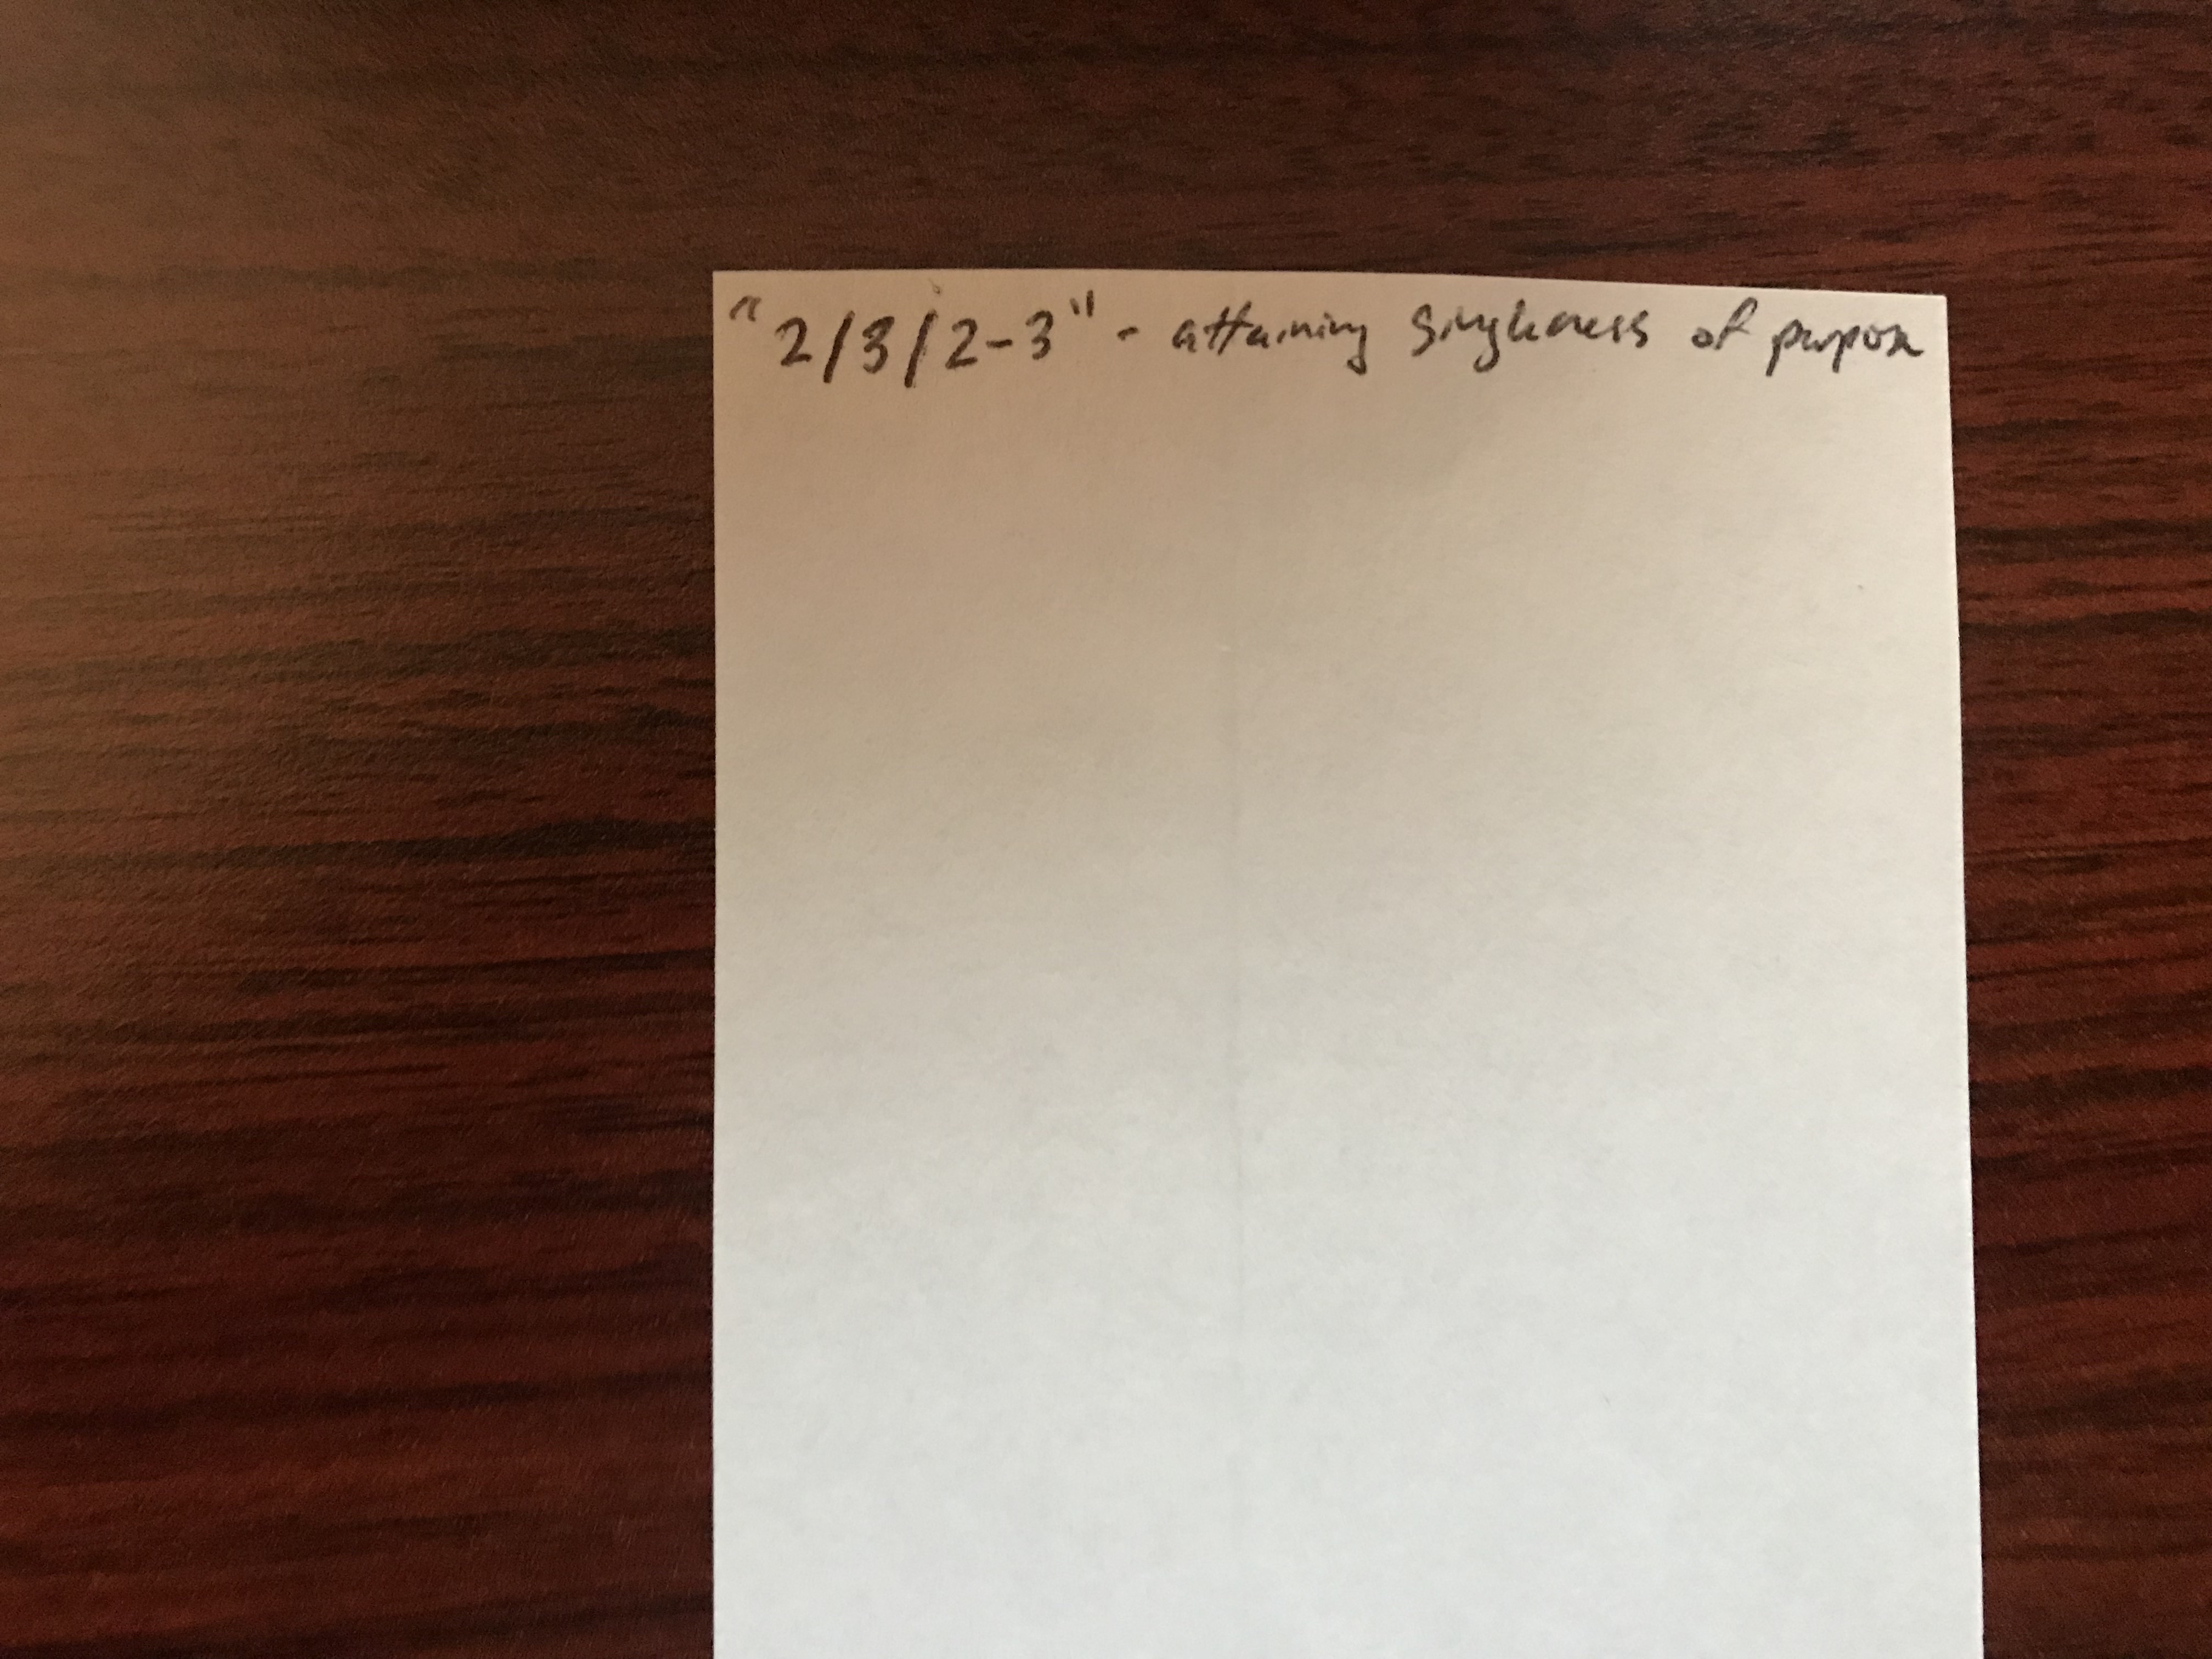 "2/3/2-3" - attaining singleness of purpose